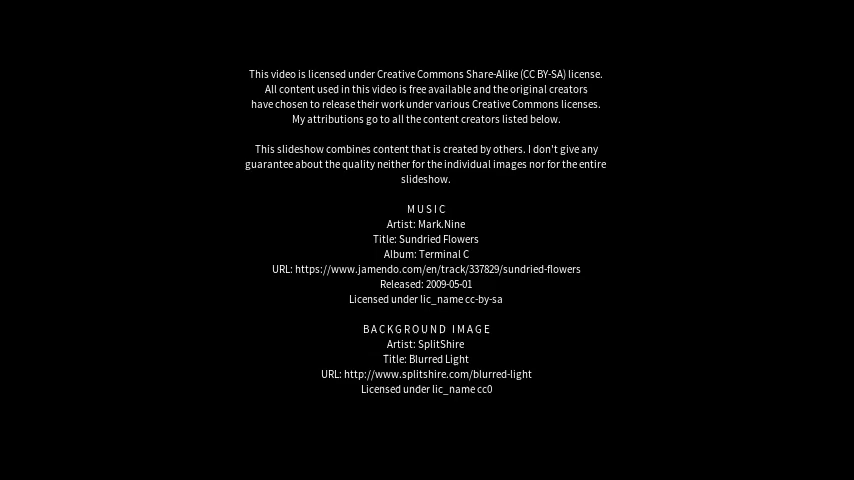 This video is licensed under Creative Commons Share-Alike (CC BY-SA) license.
All content used in this video is free available and the original creators
have chosen to release their work under various Creative Commons licenses.
My attributions go to all the content creators listed below.
This slideshow combines content that is created by others. I don't give any
guarantee about the quality neither for the individual images nor for the entire
slideshow.
MUSIC
Artist: Mark.Nine
Title: Sundried Flowers
Album: Terminal C
URL: https://www.jamendo.com/en/track/337829/sundried-flowers
Released: 2009-05-01
Licensed under lic_name cc-by-sa
BACKGROUND IMAGE
Artist: SplitShire
Title: Blurred Light
URL: http://www.splitshire.com/blurred-light
Licensed under lic_name cc0